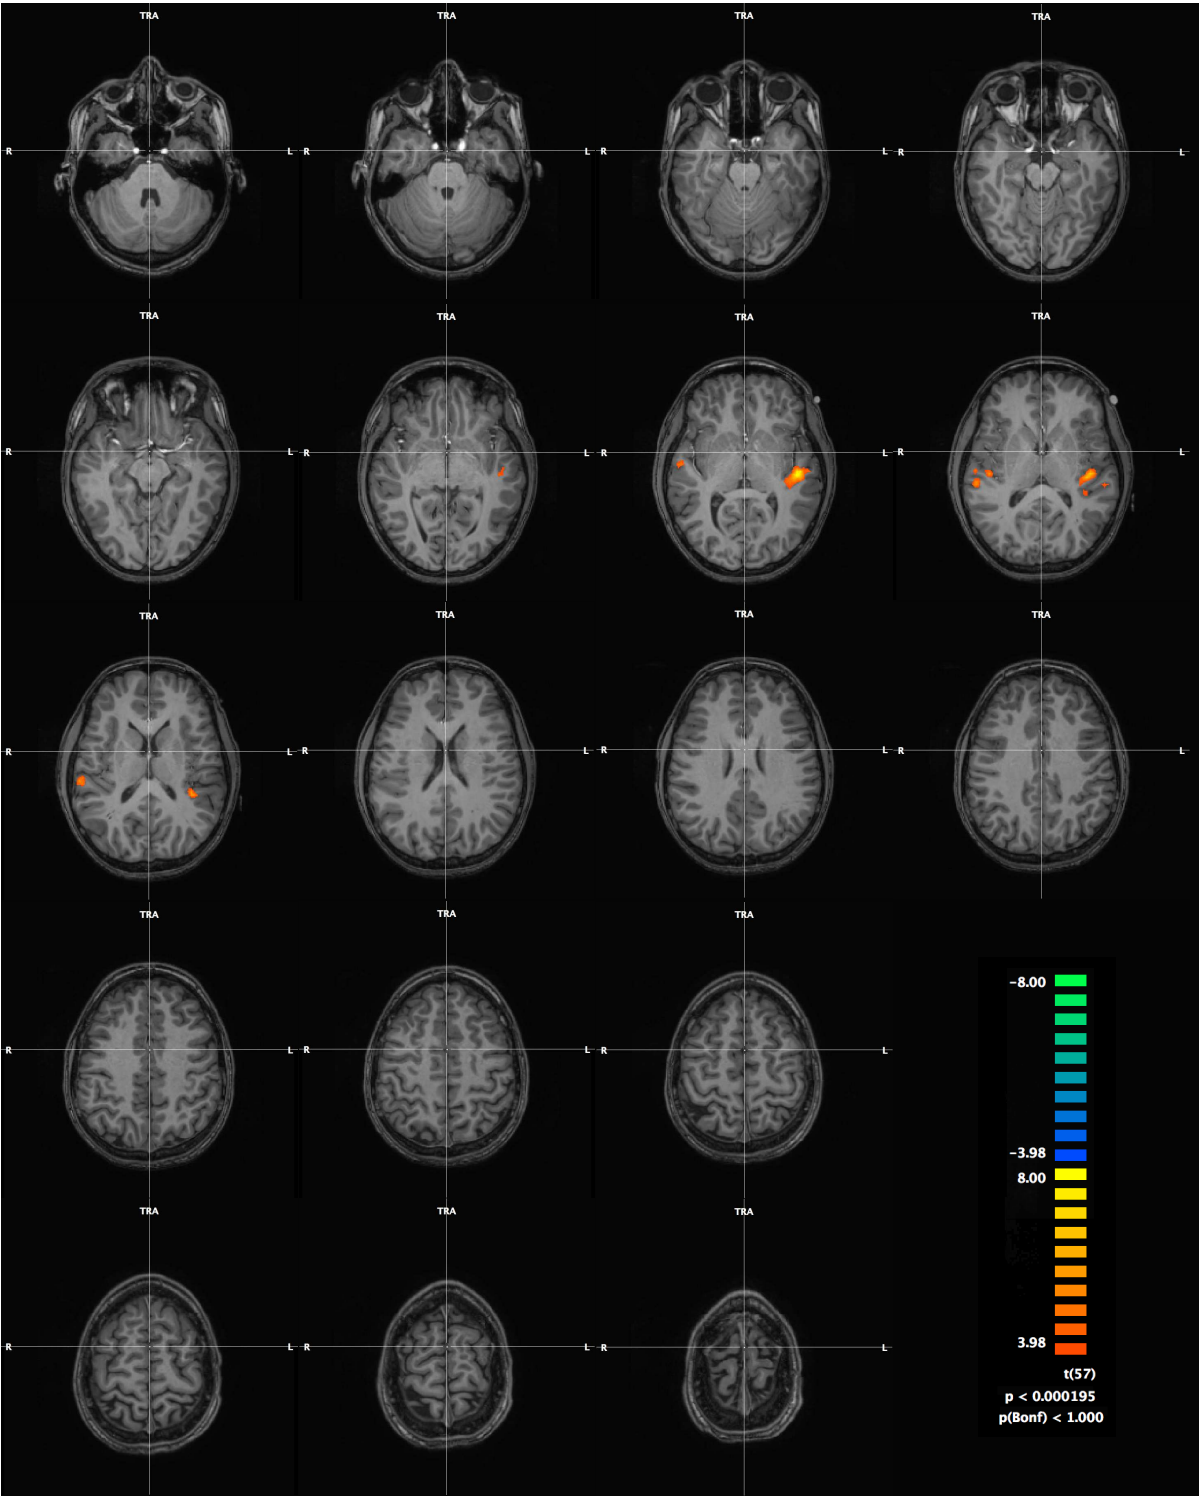 TRA TRA TRA TRA
R L R L R L R L
TRA TRA TRA TRA
R L R L R L R L
TRA TRA TRA TRA
R L R L R L R L
TRA TRA TRA
R L R L R L
−8.00
−3.98
8.00
3.98
t(57)
p < 0.000195
p(Bonf) < 1.000
TRA TRA TRA
R L R L R L